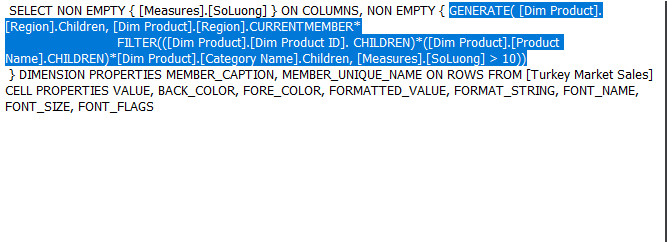 SELECT NON EMPTY { [Measures].[SoLuong] } ON COLUMNS, NON EMPTY { GENERATE( [Dim Product].
[Region].Children, [Dim Product].[Region].CURRENTMEMBER*
FILTER(([Dim Product].[Dim Product ID]. CHILDREN)*([Dim Product].[Product
Name].CHILDREN)*[Dim Product].[Category Name].Children, [Measures].[SoLuong] > 10))
} DIMENSION PROPERTIES MEMBER_CAPTION, MEMBER_UNIQUE_NAME ON ROWS FROM [Turkey Market Sales]
CELL PROPERTIES VALUE, BACK_COLOR, FORE_COLOR, FORMATTED_VALUE, FORMAT_STRING, FONT_NAME,
FONT_SIZE, FONT_FLAGS